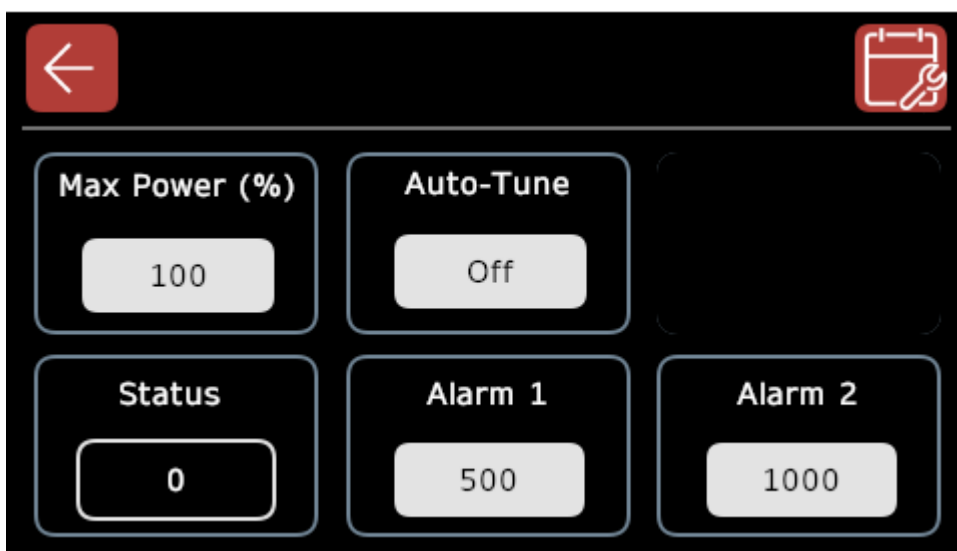 Max Power (%)
100
Auto-Tune
Off
Status
0
Alarm 1
500
Alarm 2
1000